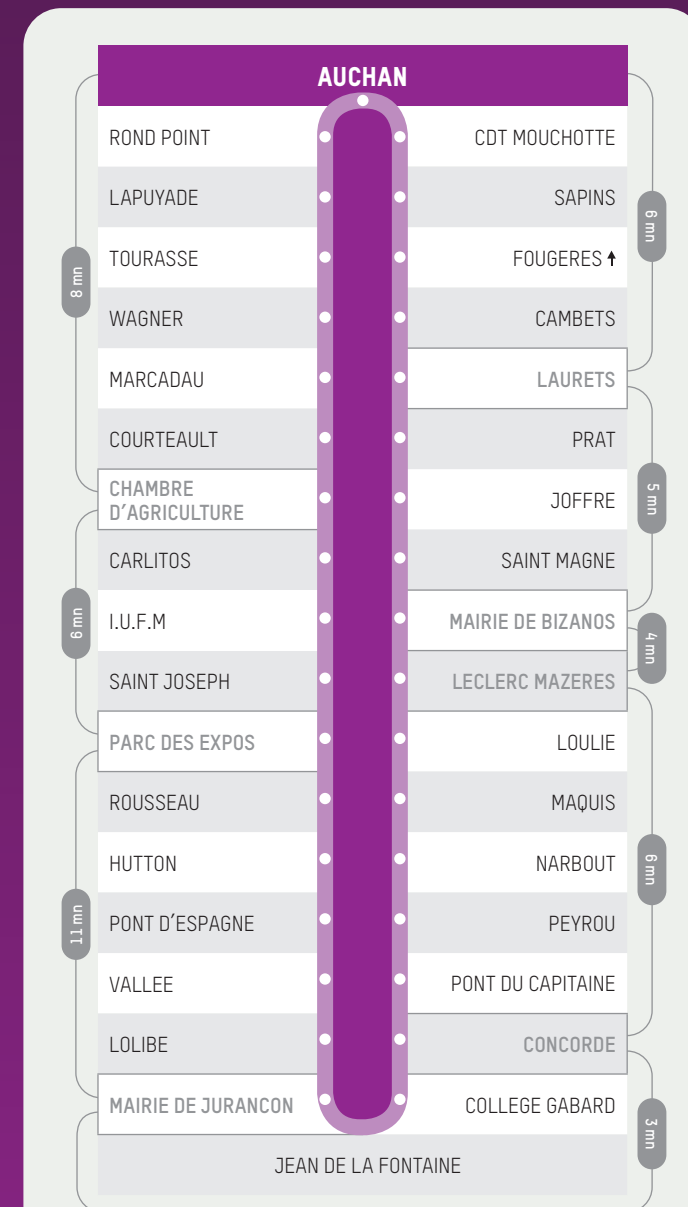 AUCHAN
ROND POINT
CDT MOUCHOTTE
LAPUYADE
SAPINS
6 mn
TOURASSE
FOUGERES ↑
8 mn
WAGNER
CAMBETS
MARCADAU
LAURETS
COURTEAULT
PRAT
CHAMBRE
D'AGRICULTURE
JOFFRE
5 mn
CARLITOS
SAINT MAGNE
6 mn
I.U.F.M
MAIRIE DE BIZANOS
4 mn
SAINT JOSEPH
LECLERC MAZERES
PARC DES EXPOS
LOULIE
ROUSSEAU
MAQUIS
HUTTON
NARBOUT
6 mn
11 mn
PONT D'ESPAGNE
PEYROU
VALLEE
PONT DU CAPITAINE
LOLIBE
CONCORDE
MAIRIE DE JURANCON
COLLEGE GABARD
3 mn
JEAN DE LA FONTAINE